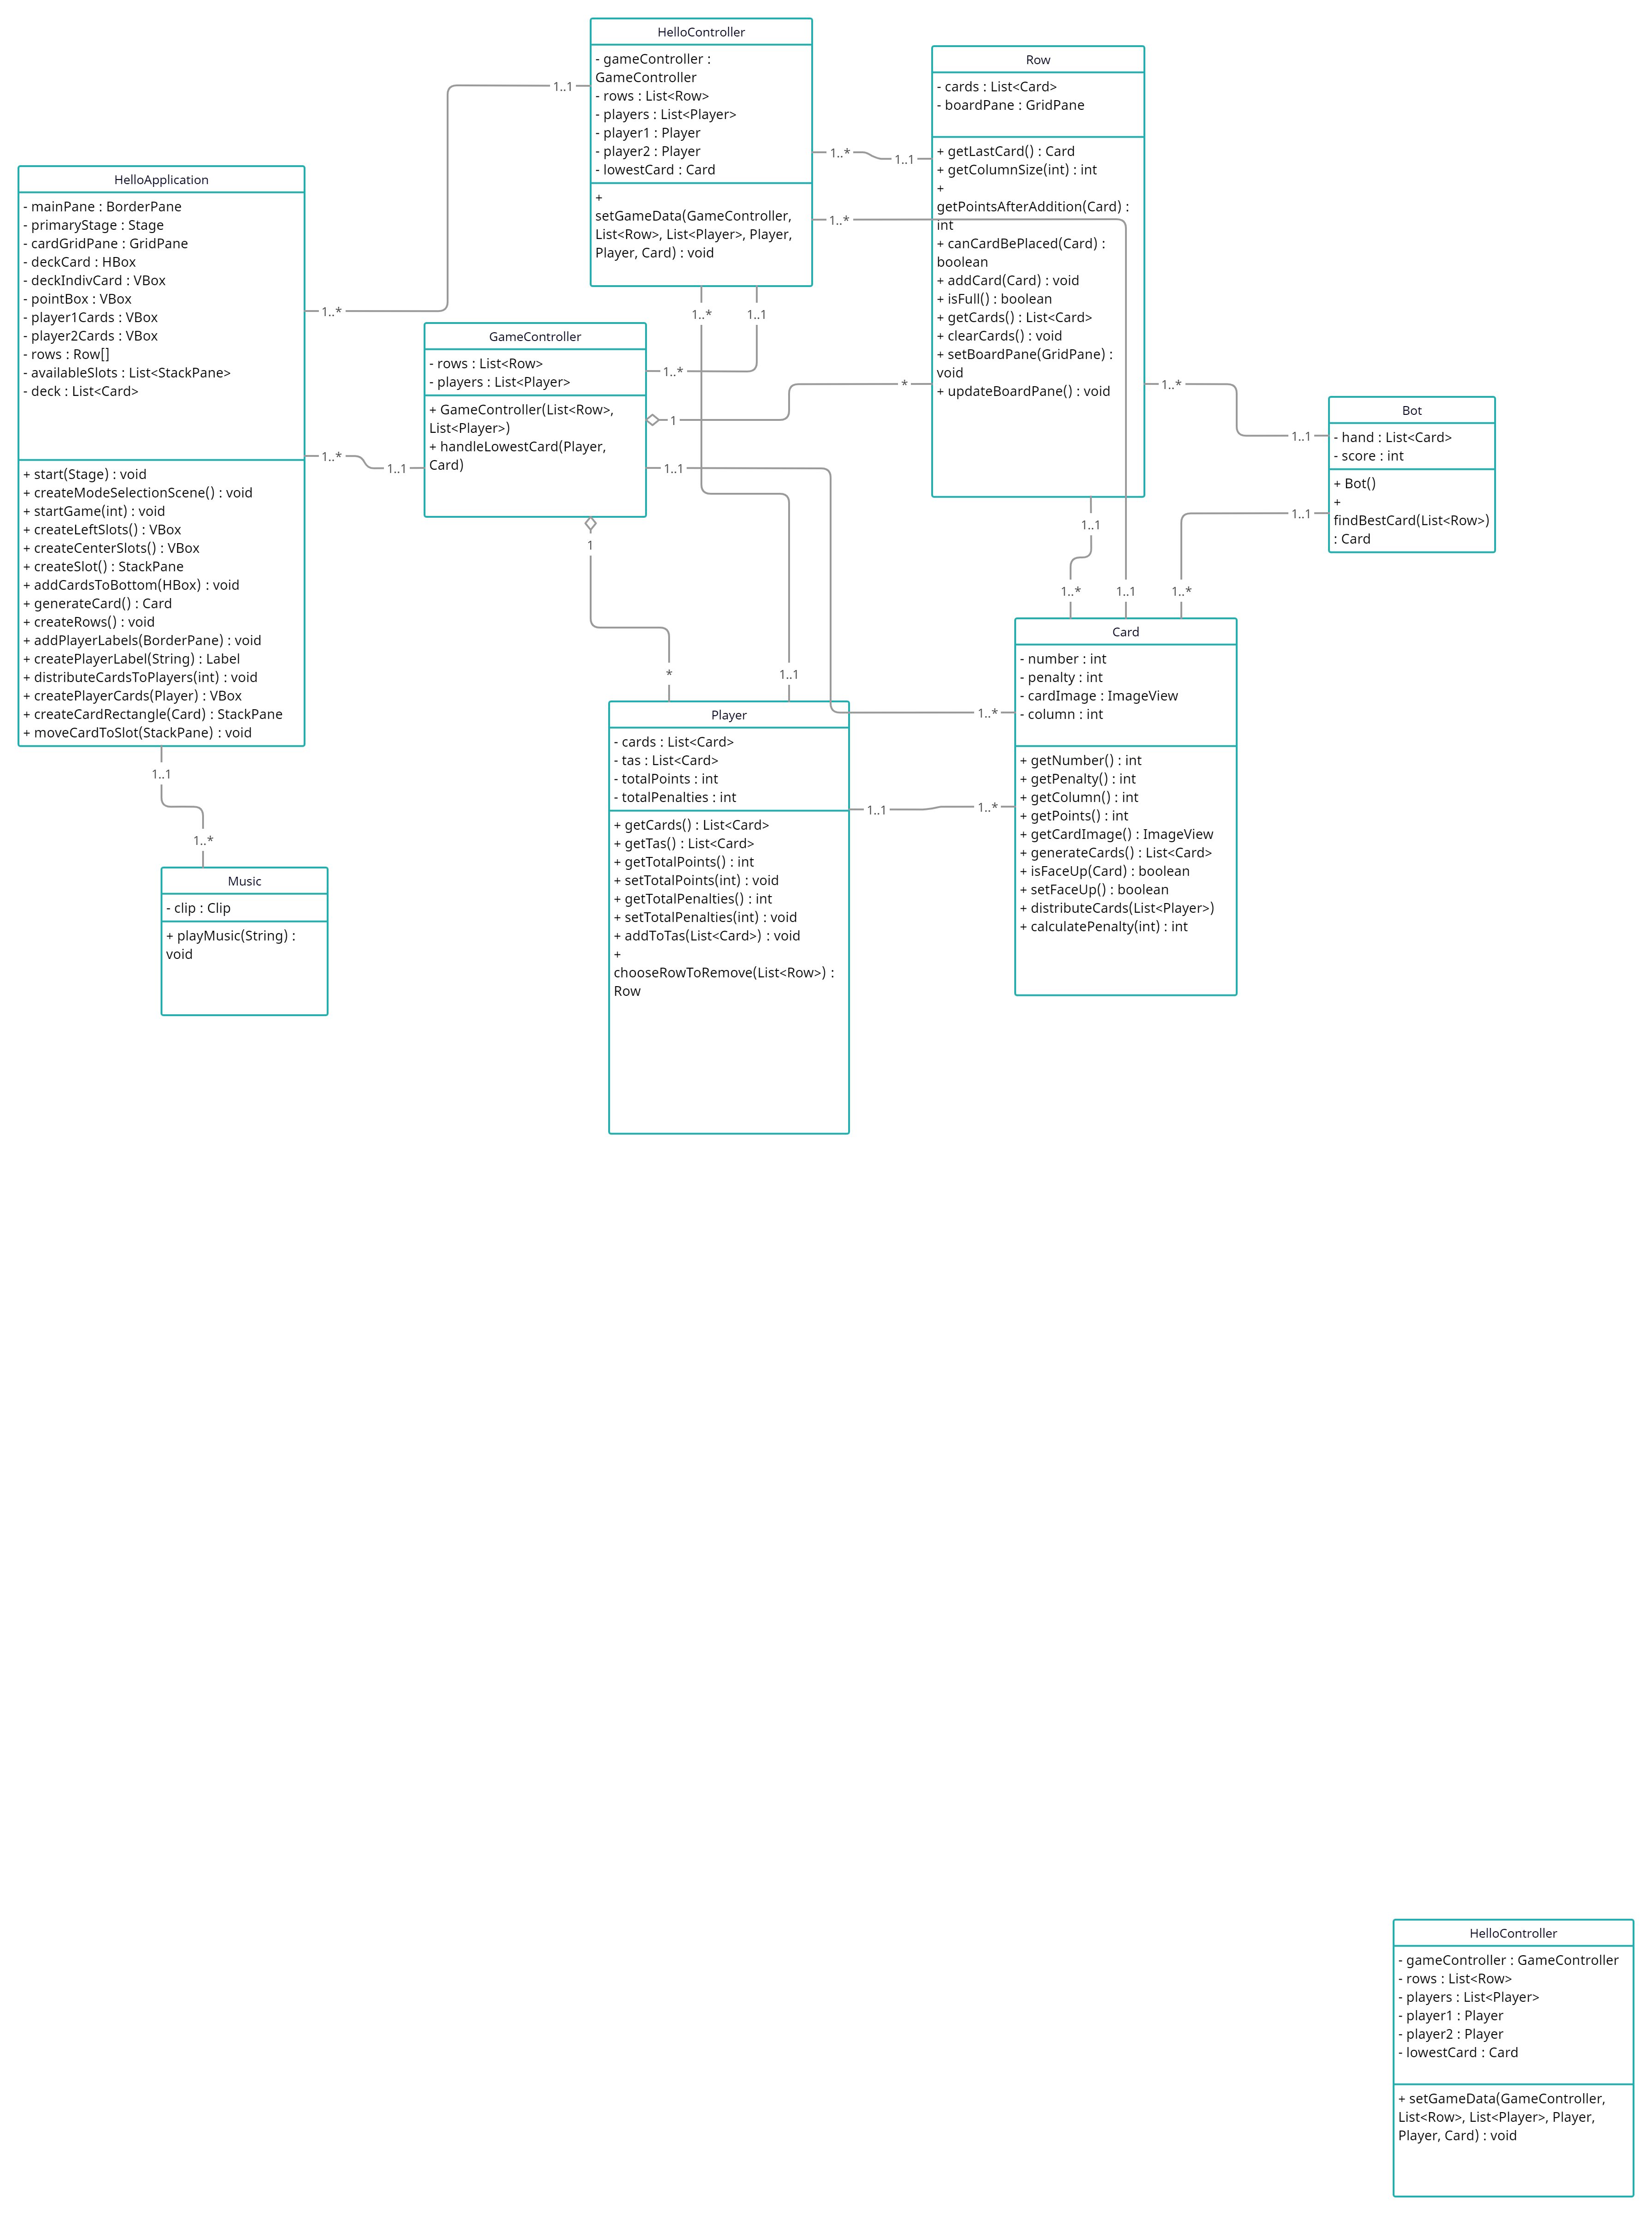 HelloController
- gameController :
GameController
- rows : List<Row>
- players : List<Player>
- player1 : Player
- player2 : Player
- lowestCard : Card
+
setGameData(GameController,
List<Row>, List<Player>, Player,
Player, Card) : void
Row
- cards : List<Card>
- boardPane : GridPane
+ getLastCard() : Card
+ getColumnSize(int) : int
+
getPointsAfterAddition(Card) :
int
+ canCardBePlaced(Card) :
boolean
+ addCard(Card) : void
+ isFull() : boolean
+ getCards() : List<Card>
+ clearCards() : void
+ setBoardPane(GridPane) :
void
+ updateBoardPane() : void
HelloApplication
- mainPane : BorderPane
- primaryStage : Stage
- cardGridPane : GridPane
- deckCard : HBox
- deckIndivCard : VBox
- pointBox : VBox
- player1Cards : VBox
- player2Cards : VBox
- rows : Row[]
- availableSlots : List<StackPane>
- deck : List<Card>
+ start(Stage) : void
+ createModeSelectionScene() : void
+ startGame(int) : void
+ createLeftSlots() : VBox
+ createCenterSlots() : VBox
+ createSlot() : StackPane
+ addCardsToBottom(HBox) : void
+ generateCard() : Card
+ createRows() : void
+ addPlayerLabels(BorderPane) : void
+ createPlayerLabel(String) : Label
+ distributeCardsToPlayers(int) : void
+ createPlayerCards(Player) : VBox
+ createCardRectangle(Card) : StackPane
+ moveCardToSlot(StackPane) : void
GameController
- rows : List<Row>
- players : List<Player>
+ GameController(List<Row>,
List<Player>)
+ handleLowestCard(Player,
Card)
Bot
- hand : List<Card>
- score : int
+ Bot()
+
findBestCard(List<Row>)
: Card
Card
- number : int
- penalty : int
- cardImage : ImageView
- column : int
+ getNumber() : int
+ getPenalty() : int
+ getColumn() : int
+ getPoints() : int
+ getCardImage() : ImageView
+ generateCards() : List<Card>
+ isFaceUp(Card) : boolean
+ setFaceUp() : boolean
+ distributeCards(List<Player>)
+ calculatePenalty(int) : int
Player
- cards : List<Card>
- tas : List<Card>
- totalPoints : int
- totalPenalties : int
+ getCards() : List<Card>
+ getTas() : List<Card>
+ getTotalPoints() : int
+ setTotalPoints(int) : void
+ getTotalPenalties() : int
+ setTotalPenalties(int) : void
+ addToTas(List<Card>) : void
+
chooseRowToRemove(List<Row>) :
Row
Music
- clip : Clip
+ playMusic(String) :
void
1..1
1..*
1..*
1..1
1..*
1..*
1..1
1..*
1
*
1..*
1..1
1..*
1..1
1..1
1
1..1
1..1
1..*
1..1
1..*
*
1..1
1..*
1..1
1..*
1..1
1..*
HelloController
- gameController : GameController
- rows : List<Row>
- players : List<Player>
- player1 : Player
- player2 : Player
- lowestCard : Card
+ setGameData(GameController,
List<Row>, List<Player>, Player,
Player, Card) : void